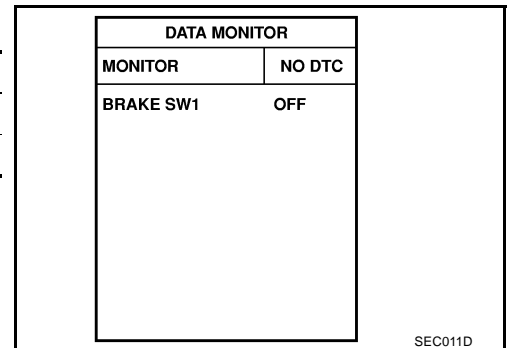 DATA MONITOR
MONITOR NO DTC
BRAKE SW1 OFF
SEC011D